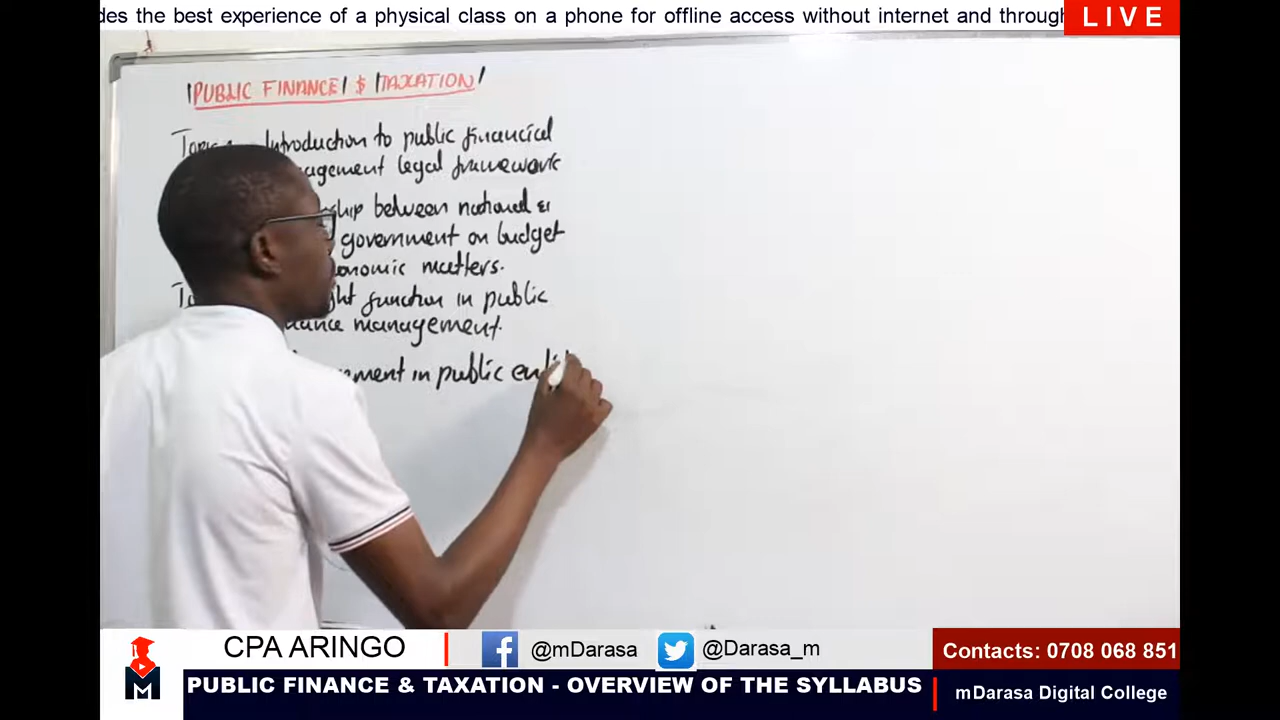 des the best experience of a physical class on a phone for offline access without internet and through
LIVE
PUBLIC FINANCE $ TAXATION
Introduction to public financial
agement legal framework
ship between national &
government on budget
onomic matters.
ght function in public
ance management.
ement in public entit
CPA ARINGO
@mDarasa
@Darasa_m
Contacts: 0708 068 851
M
PUBLIC FINANCE & TAXATION - OVERVIEW OF THE SYLLABUS
mDarasa Digital College